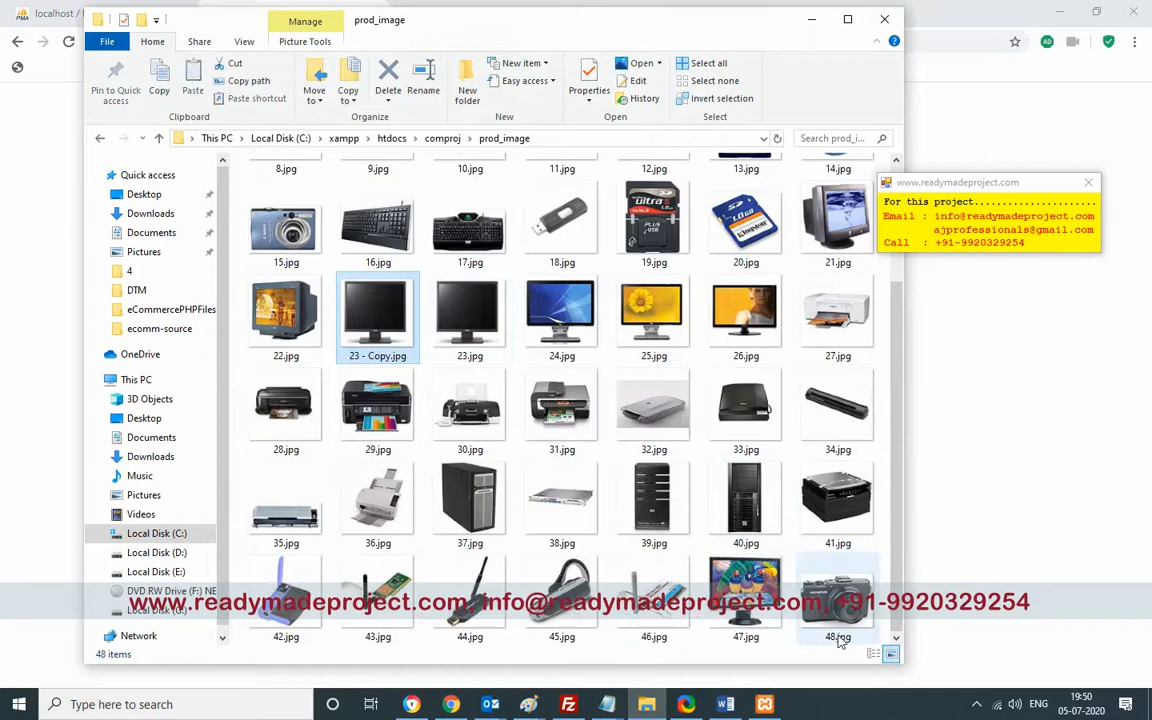 localhost /
Manage
prod_image
File
Home
Share
View
Picture Tools
Pin to Quick access
Copy
Paste
Cut
Copy path
Paste shortcut
Clipboard
Move to
Copy to
Delete
Rename
Organize
New folder
New item
Easy access
New
Properties
Open
Edit
History
Open
Select all
Select none
Invert selection
Select
This PC > Local Disk (C:) > xampp > htdocs > comproj > prod_image
Search prod_i...
Quick access
Desktop
Downloads
Documents
Pictures
4
DTM
eCommercePHPFiles
ecomm-source
OneDrive
This PC
3D Objects
Desktop
Documents
Downloads
Music
Pictures
Videos
Local Disk (C:)
Local Disk (D:)
Local Disk (E:)
DVD RW Drive (F:) NE
Network
8.jpg 9.jpg 10.jpg 11.jpg 12.jpg 13.jpg 14.jpg
15.jpg 16.jpg 17.jpg 18.jpg 19.jpg 20.jpg 21.jpg
22.jpg 23 - Copy.jpg 23.jpg 24.jpg 25.jpg 26.jpg 27.jpg
28.jpg 29.jpg 30.jpg 31.jpg 32.jpg 33.jpg 34.jpg
35.jpg 36.jpg 37.jpg 38.jpg 39.jpg 40.jpg 41.jpg
42.jpg 43.jpg 44.jpg 45.jpg 46.jpg 47.jpg 48.jpg
48 items
www.readymadeproject.com
For this project......................
Email : info@readymadeproject.com
ajprofessionals@gmail.com
Call : +91-9920329254
www.readymadeproject.com, info@readymadeproject.com, +91-9920329254
Type here to search
ENG
19:50
05-07-2020